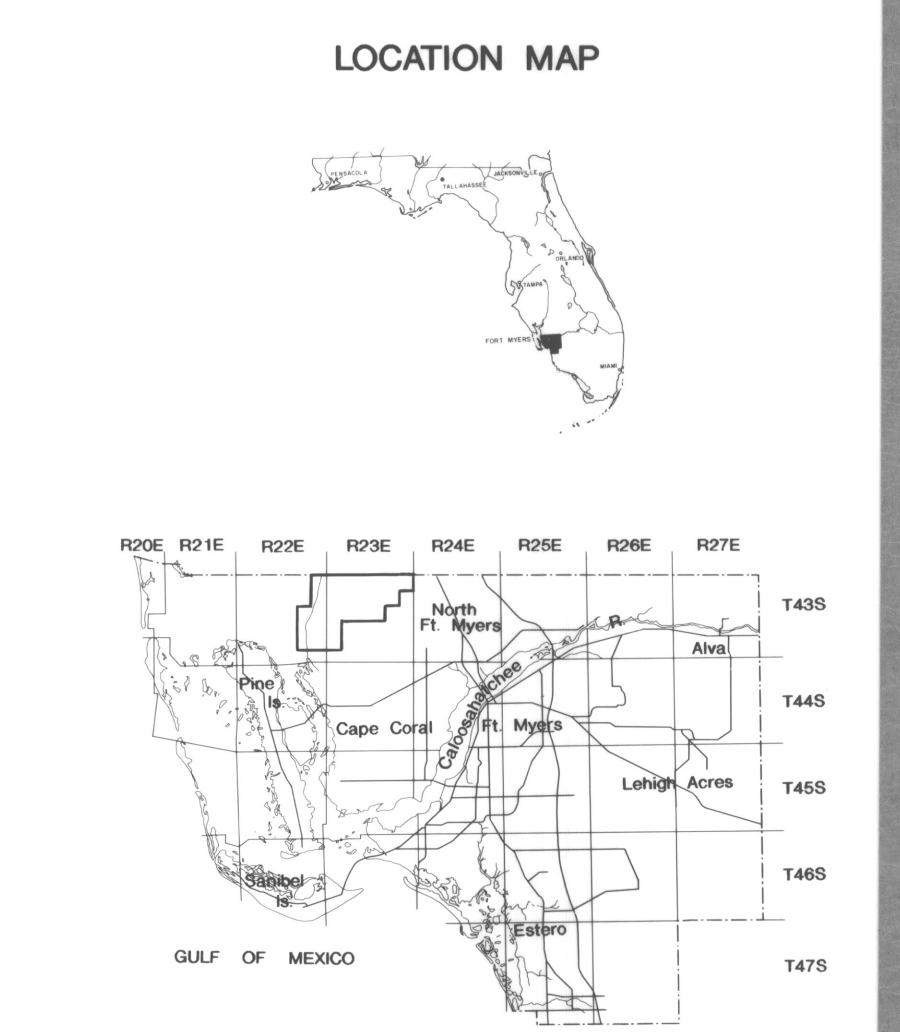 LOCATION MAP
PENSACOLA
TALLAHASSEE
JACKSONVILLE
ORLANDO
TAMPA
FORT MYERS
MIAMI
R20E R21E R22E R23E R24E R25E R26E R27E
T43S
North
Ft. Myers
R.
Alva
Pine
Is.
T44S
Cape Coral
Caloosahatchee
Ft. Myers
Lehigh Acres
T45S
Sanibel
Is.
T46S
Estero
GULF OF MEXICO
T47S